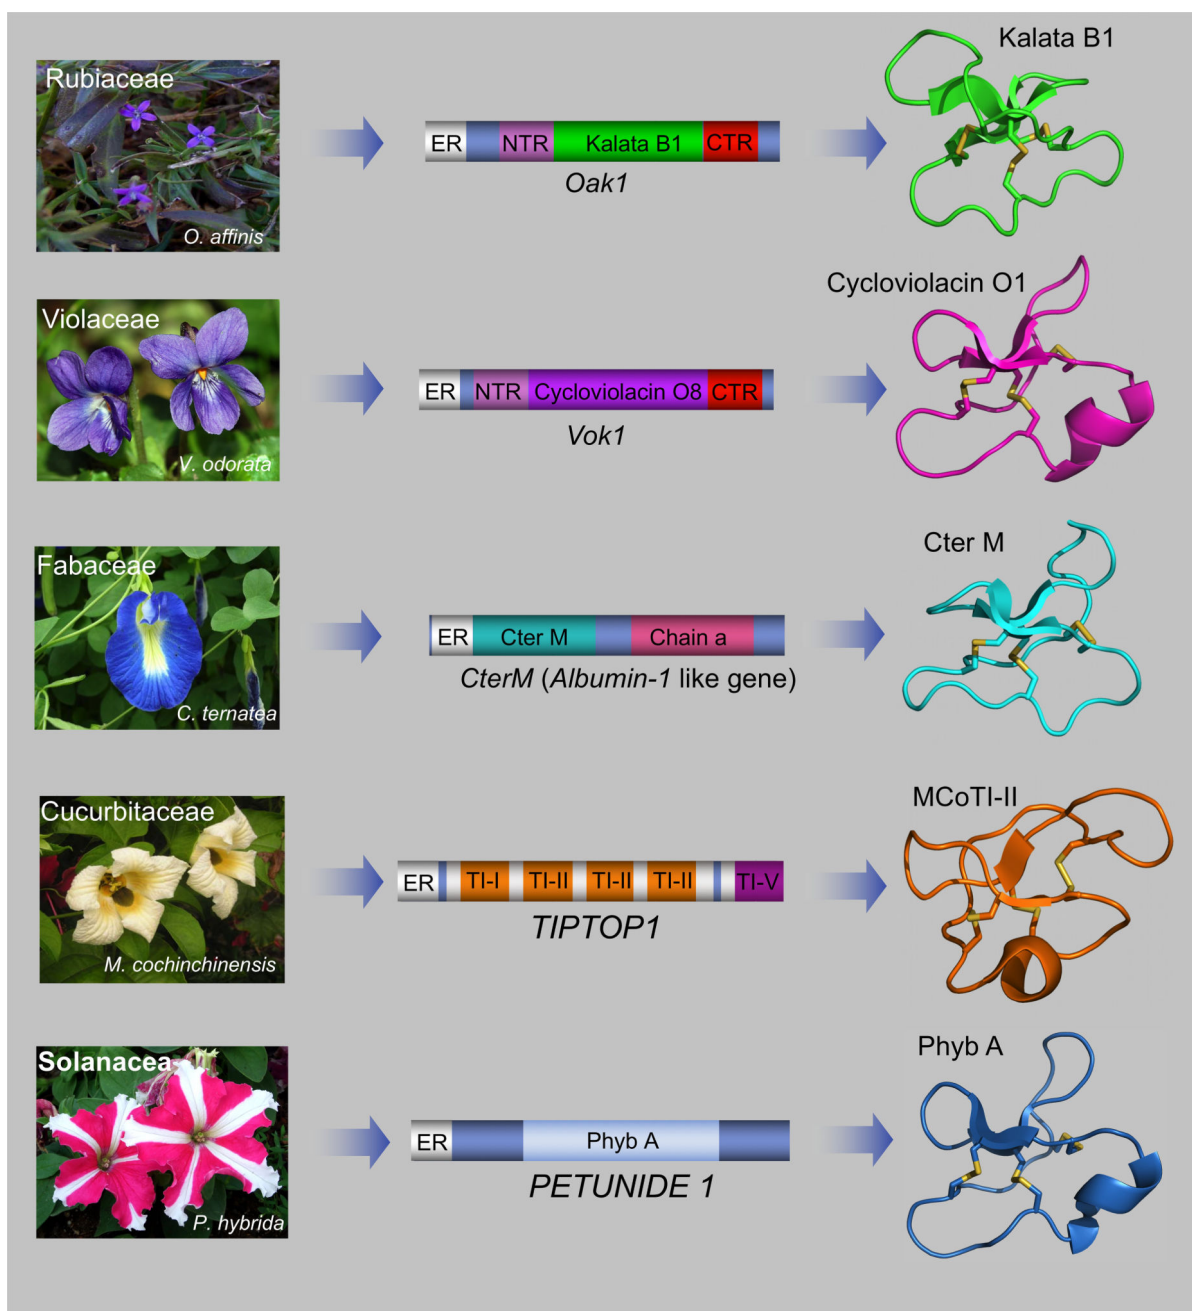 Rubiaceae
O. affinis
ER NTR Kalata B1 CTR
Oak1
Kalata B1
Violaceae
V. odorata
ER NTR Cycloviolacin O8 CTR
Vok1
Cycloviolacin O1
Fabaceae
C. ternatea
ER Cter M Chain a
CterM (Albumin-1 like gene)
Cter M
Cucurbitaceae
M. cochinchinensis
ER TI-I TI-II TI-II TI-II TI-V
TIPTOP1
MCoTI-II
Solanacea
P. hybrida
ER Phyb A
PETUNIDE 1
Phyb A